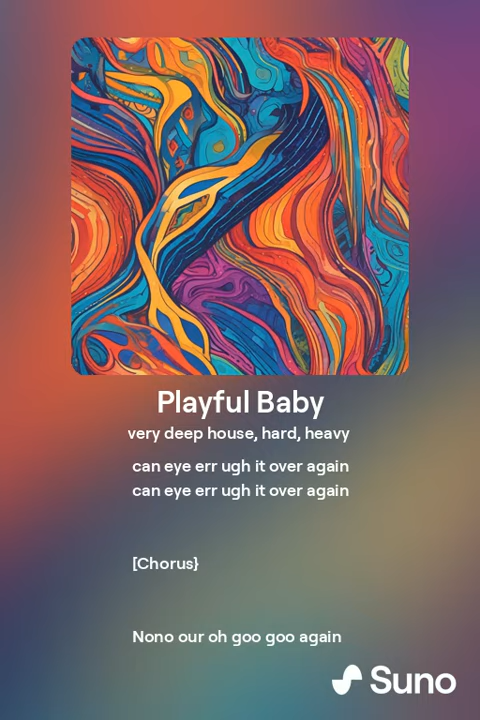 Playful Baby
very deep house, hard, heavy
can eye err ugh it over again
can eye err ugh it over again
[Chorus}
Nono our oh goo goo again
Suno